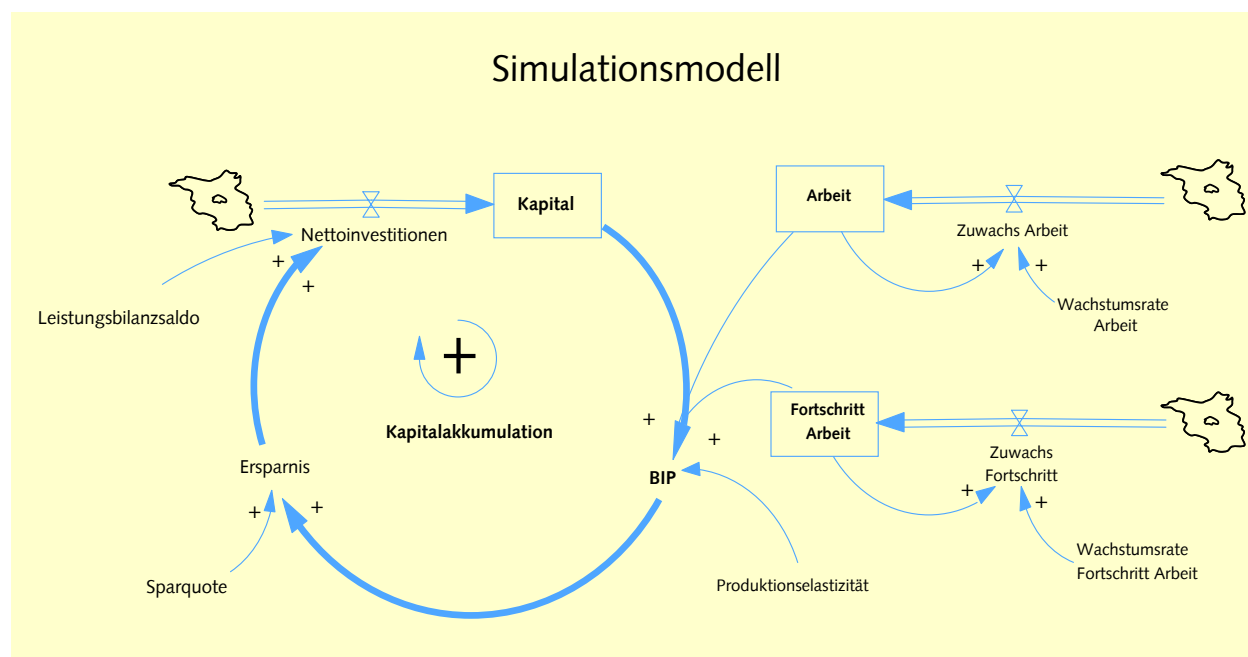 Simulationsmodell
Kapital
Arbeit
Nettoinvestitionen
Zuwachs Arbeit
+
+
+
+
Leistungsbilanzsaldo
Wachstumsrate
Arbeit
+
Kapitalakkumulation
Fortschritt
Arbeit
+
+
Ersparnis
BIP
Zuwachs
Fortschritt
+
+
+
+
Sparquote
Produktionselastizität
Wachstumsrate
Fortschritt Arbeit